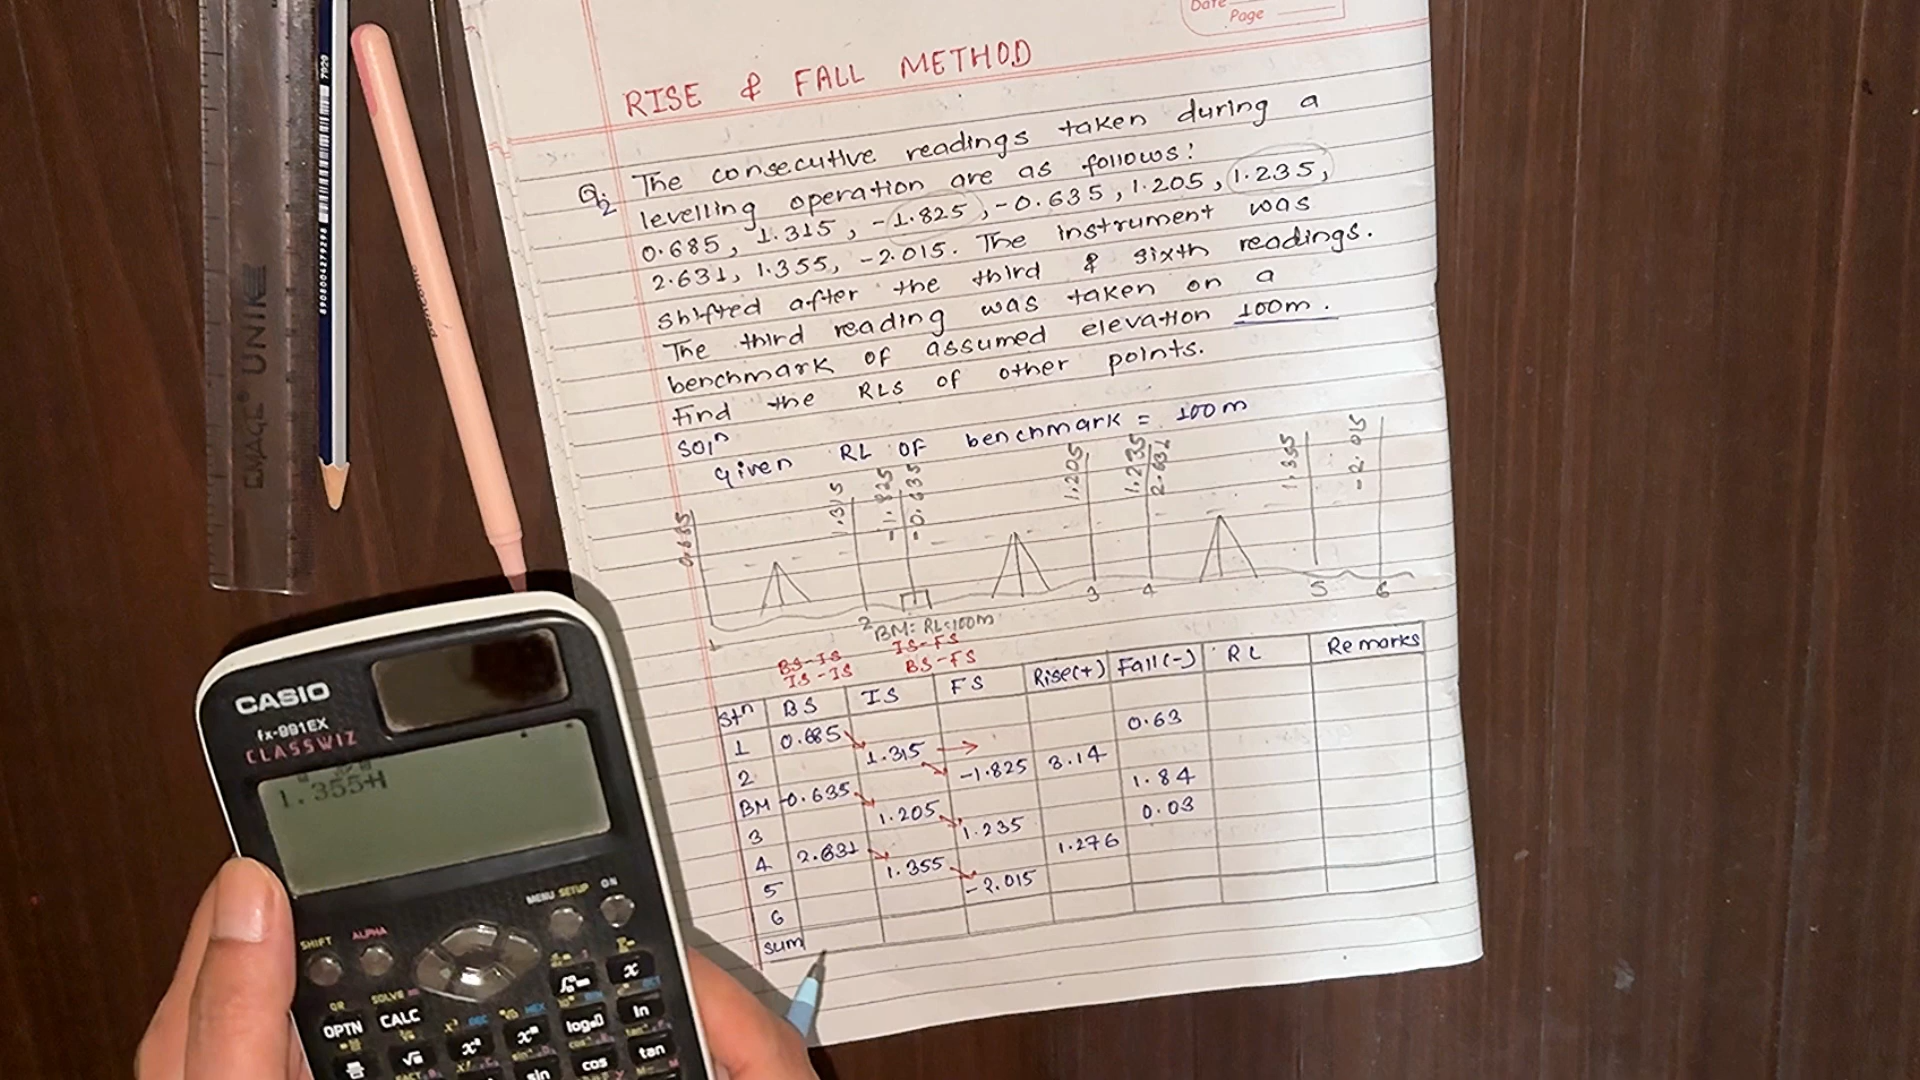 Date
Page
RISE & FALL METHOD
Q2 The consecutive readings taken during a
levelling operation are as follows:
0.685, 1.315, -1.825, -0.635, 1.205, 1.235,
2.631, 1.355, -2.015. The instrument was
shifted after the third & sixth readings.
The third reading was taken on a
benchmark of assumed elevation 100m.
Find the RLS of other points.
Solⁿ
Given RL OF benchmark = 100m
0.685 1.315 -1.825 -0.635 1.205 1.235 2.631 1.355 -2.015
1 2 3 4 5 6
BM: RL=100m
BS-IS IS-FS
IS-IS BS-FS
Stⁿ BS IS FS Rise(+) Fall(-) RL Remarks
1 0.685
2 1.315 0.63
BM -0.635 -1.825 3.14
3 1.205 1.84
4 2.631 1.235 0.03
5 1.355 1.276
6 -2.015
sum
UNIK
7020
8908004279298
CASIO
fx-991EX
CLASSWIZ
1.355+
MENU SETUP ON
SHIFT ALPHA
QR SOLVE
OPTN CALC x
log ln
sin cos tan